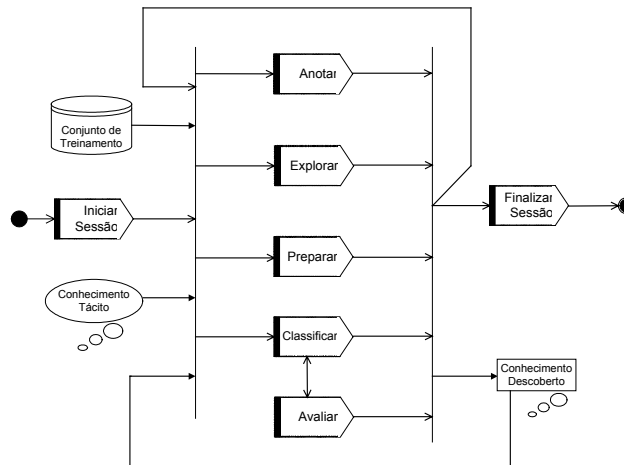 Anotar
Conjunto de
Treinamento
Explorar
Iniciar
Sessão
Finalizar
Sessão
Preparar
Conhecimento
Tácito
Classificar
Conhecimento
Descoberto
Avaliar